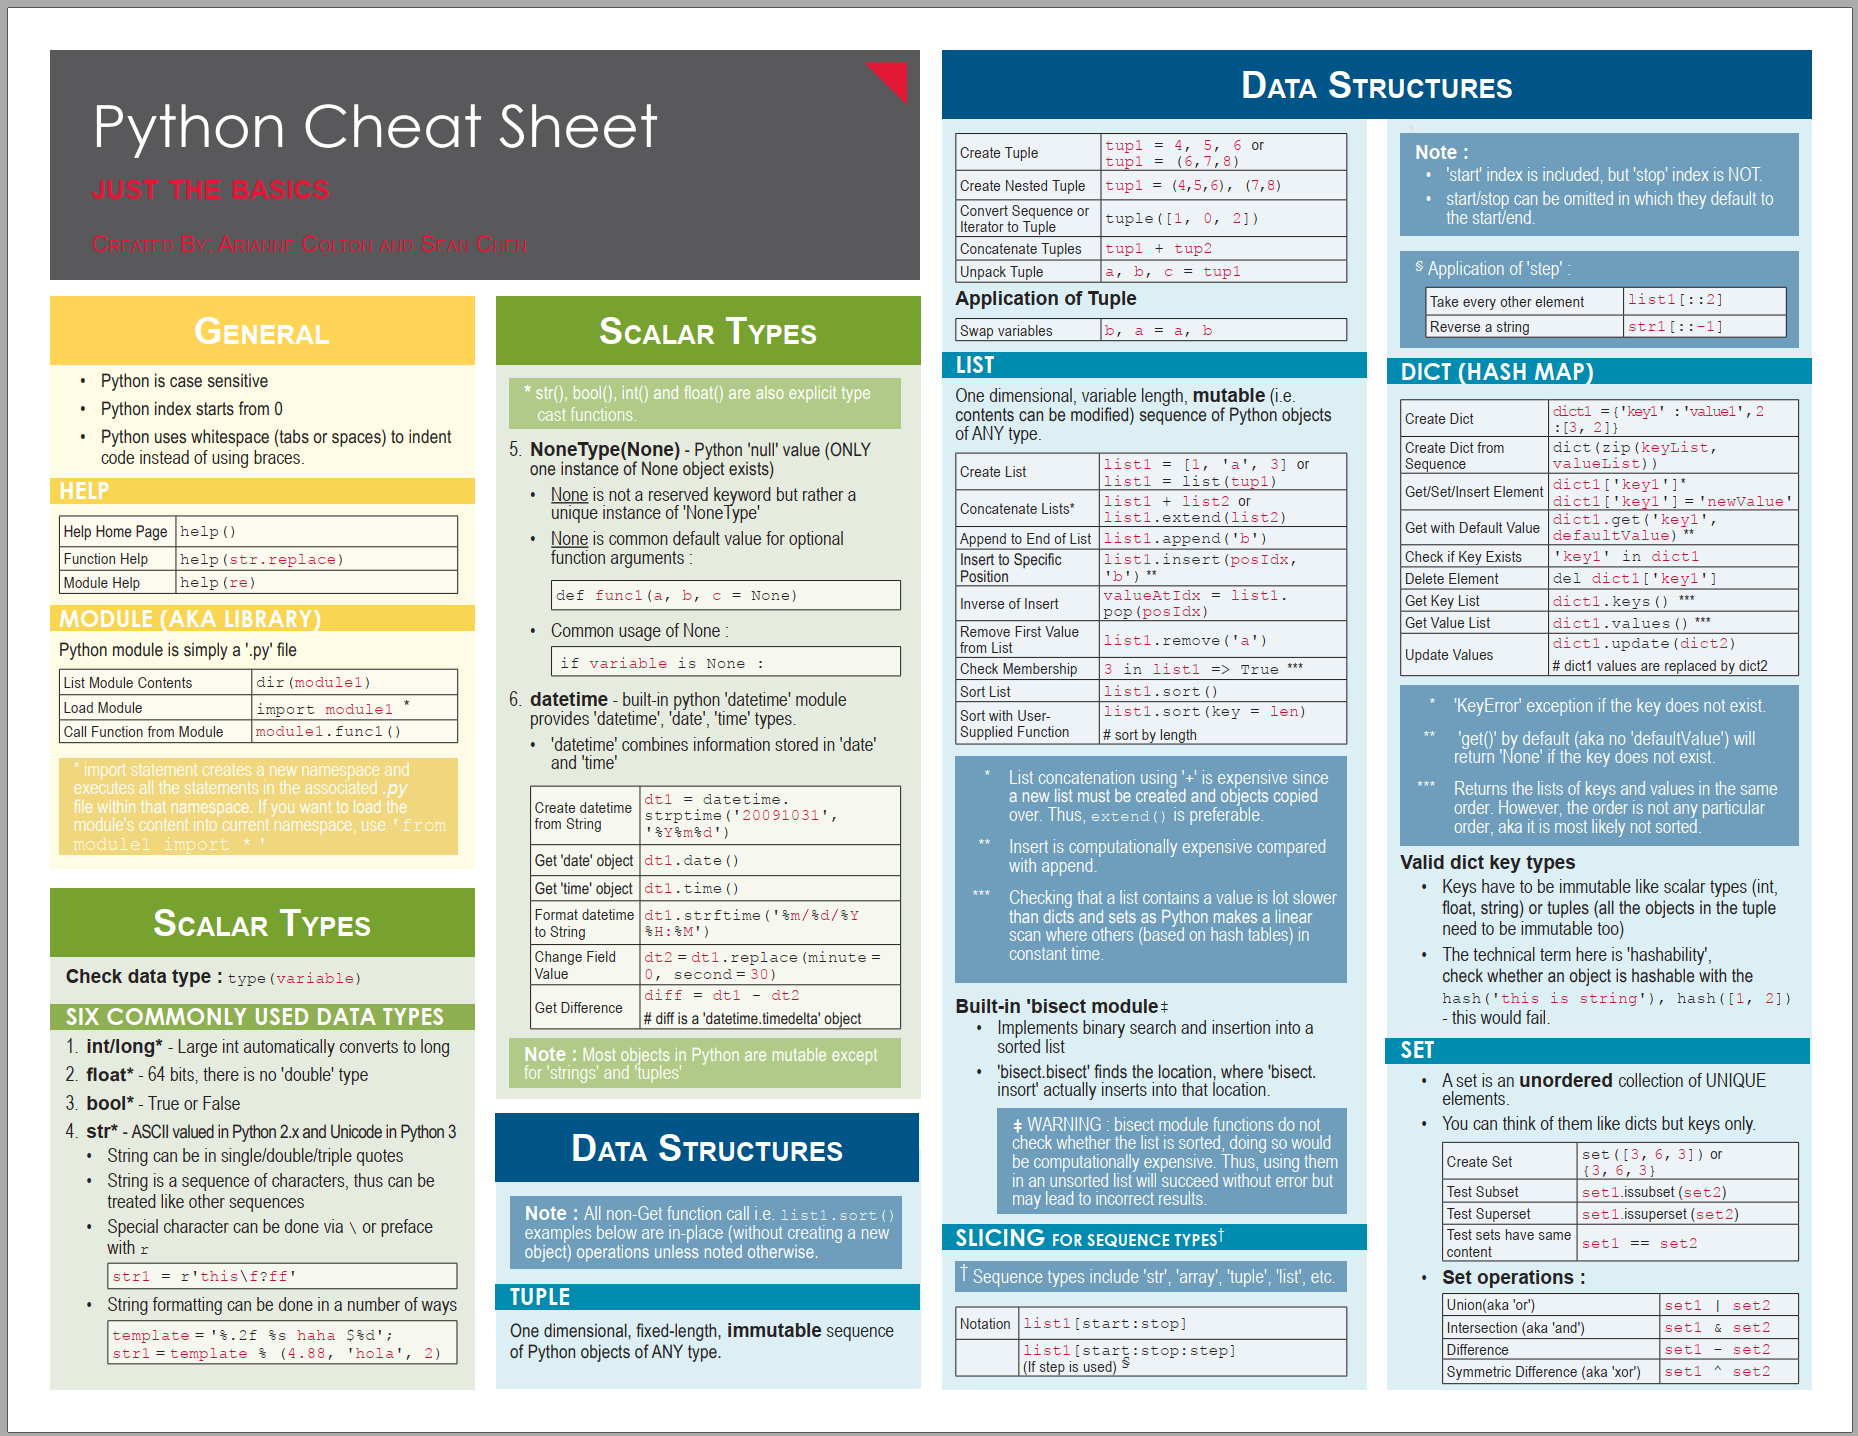 Python Cheat Sheet
JUST THE BASICS
CREATED BY: ARIANNE COLTON AND SEAN CHEN
GENERAL
• Python is case sensitive
• Python index starts from 0
• Python uses whitespace (tabs or spaces) to indent
code instead of using braces.
HELP
Help Home Page help()
Function Help help(str.replace)
Module Help help(re)
MODULE (AKA LIBRARY)
Python module is simply a '.py' file
List Module Contents dir(module1)
Load Module import module1 *
Call Function from Module module1.func1()
* import statement creates a new namespace and
executes all the statements in the associated .py
file within that namespace. If you want to load the
module's content into current namespace, use 'from
module1 import * '
SCALAR TYPES
Check data type : type(variable)
SIX COMMONLY USED DATA TYPES
1. int/long* - Large int automatically converts to long
2. float* - 64 bits, there is no 'double' type
3. bool* - True or False
4. str* - ASCII valued in Python 2.x and Unicode in Python 3
• String can be in single/double/triple quotes
• String is a sequence of characters, thus can be
treated like other sequences
• Special character can be done via \ or preface
with r
str1 = r'this\f?ff'
• String formatting can be done in a number of ways
template = '%.2f %s haha $%d';
str1 = template % (4.88, 'hola', 2)
SCALAR TYPES
* str(), bool(), int() and float() are also explicit type
cast functions.
5. NoneType(None) - Python 'null' value (ONLY
one instance of None object exists)
• None is not a reserved keyword but rather a
unique instance of 'NoneType'
• None is common default value for optional
function arguments :
def func1(a, b, c = None)
• Common usage of None :
if variable is None :
6. datetime - built-in python 'datetime' module
provides 'datetime', 'date', 'time' types.
• 'datetime' combines information stored in 'date'
and 'time'
Create datetime dt1 = datetime.
from String strptime('20091031',
'%Y%m%d')
Get 'date' object dt1.date()
Get 'time' object dt1.time()
Format datetime dt1.strftime('%m/%d/%Y
to String %H:%M')
Change Field dt2 = dt1.replace(minute =
Value 0, second = 30)
Get Difference diff = dt1 - dt2
# diff is a 'datetime.timedelta' object
Note : Most objects in Python are mutable except
for 'strings' and 'tuples'
DATA STRUCTURES
Note : All non-Get function call i.e. list1.sort()
examples below are in-place (without creating a new
object) operations unless noted otherwise.
TUPLE
One dimensional, fixed-length, immutable sequence
of Python objects of ANY type.
DATA STRUCTURES
Create Tuple tup1 = 4, 5, 6 or
tup1 = (6,7,8)
Create Nested Tuple tup1 = (4,5,6), (7,8)
Convert Sequence or
Iterator to Tuple tuple([1, 0, 2])
Concatenate Tuples tup1 + tup2
Unpack Tuple a, b, c = tup1
Application of Tuple
Swap variables b, a = a, b
LIST
One dimensional, variable length, mutable (i.e.
contents can be modified) sequence of Python objects
of ANY type.
Create List list1 = [1, 'a', 3] or
list1 = list(tup1)
Concatenate Lists* list1 + list2 or
list1.extend(list2)
Append to End of List list1.append('b')
Insert to Specific list1.insert(posIdx,
Position 'b') **
Inverse of Insert valueAtIdx = list1.
pop(posIdx)
Remove First Value
from List list1.remove('a')
Check Membership 3 in list1 => True ***
Sort List list1.sort()
Sort with User- list1.sort(key = len)
Supplied Function # sort by length
* List concatenation using '+' is expensive since
a new list must be created and objects copied
over. Thus, extend() is preferable.
** Insert is computationally expensive compared
with append.
*** Checking that a list contains a value is lot slower
than dicts and sets as Python makes a linear
scan where others (based on hash tables) in
constant time.
Built-in 'bisect module‡
• Implements binary search and insertion into a
sorted list
• 'bisect.bisect' finds the location, where 'bisect.
insort' actually inserts into that location.
‡ WARNING : bisect module functions do not
check whether the list is sorted, doing so would
be computationally expensive. Thus, using them
in an unsorted list will succeed without error but
may lead to incorrect results.
SLICING FOR SEQUENCE TYPES†
† Sequence types include 'str', 'array', 'tuple', 'list', etc.
Notation list1[start:stop]
list1[start:stop:step]
(If step is used) §
Note :
• 'start' index is included, but 'stop' index is NOT.
• start/stop can be omitted in which they default to
the start/end.
§ Application of 'step' :
Take every other element list1[::2]
Reverse a string str1[::-1]
DICT (HASH MAP)
Create Dict dict1 ={'key1' :'value1',2
:[3, 2]}
Create Dict from dict(zip(keyList,
Sequence valueList))
Get/Set/Insert Element dict1['key1']*
dict1['key1'] = 'newValue'
Get with Default Value dict1.get('key1',
defaultValue) **
Check if Key Exists 'key1' in dict1
Delete Element del dict1['key1']
Get Key List dict1.keys() ***
Get Value List dict1.values() ***
Update Values dict1.update(dict2)
# dict1 values are replaced by dict2
* 'KeyError' exception if the key does not exist.
** 'get()' by default (aka no 'defaultValue') will
return 'None' if the key does not exist.
*** Returns the lists of keys and values in the same
order. However, the order is not any particular
order, aka it is most likely not sorted.
Valid dict key types
• Keys have to be immutable like scalar types (int,
float, string) or tuples (all the objects in the tuple
need to be immutable too)
• The technical term here is 'hashability',
check whether an object is hashable with the
hash('this is string'), hash([1, 2])
- this would fail.
SET
• A set is an unordered collection of UNIQUE
elements.
• You can think of them like dicts but keys only.
Create Set set([3, 6, 3]) or
{3, 6, 3}
Test Subset set1.issubset (set2)
Test Superset set1.issuperset (set2)
Test sets have same
content set1 == set2
• Set operations :
Union(aka 'or') set1 | set2
Intersection (aka 'and') set1 & set2
Difference set1 - set2
Symmetric Difference (aka 'xor') set1 ^ set2